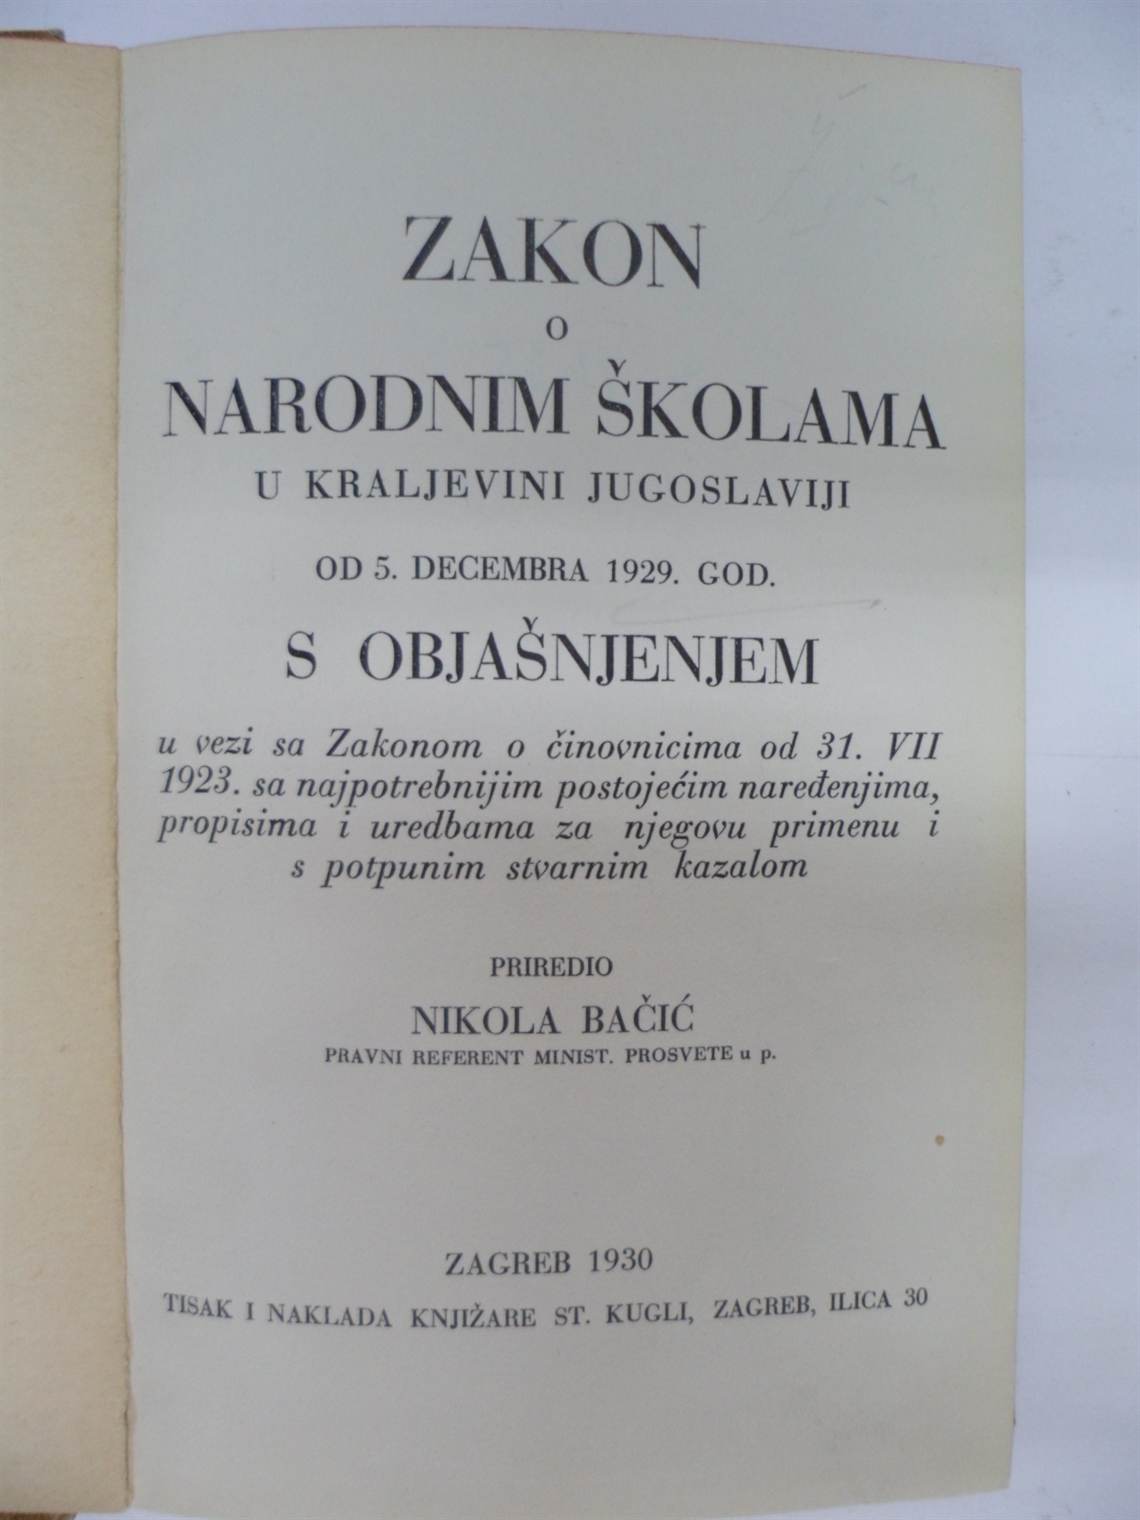 ZAKON
O
NARODNIM ŠKOLAMA
U KRALJEVINI JUGOSLAVIJI
OD 5. DECEMBRA 1929. GOD.
S OBJAŠNJENJEM
u vezi sa Zakonom o činovnicima od 31. VII
1923. sa najpotrebnijim postojećim naređenjima,
propisima i uredbama za njegovu primenu i
s potpunim stvarnim kazalom
PRIREDIO
NIKOLA BAČIĆ
PRAVNI REFERENT MINIST. PROSVETE u p.
ZAGREB 1930
TISAK I NAKLADA KNJIŽARE ST. KUGLI, ZAGREB, ILICA 30